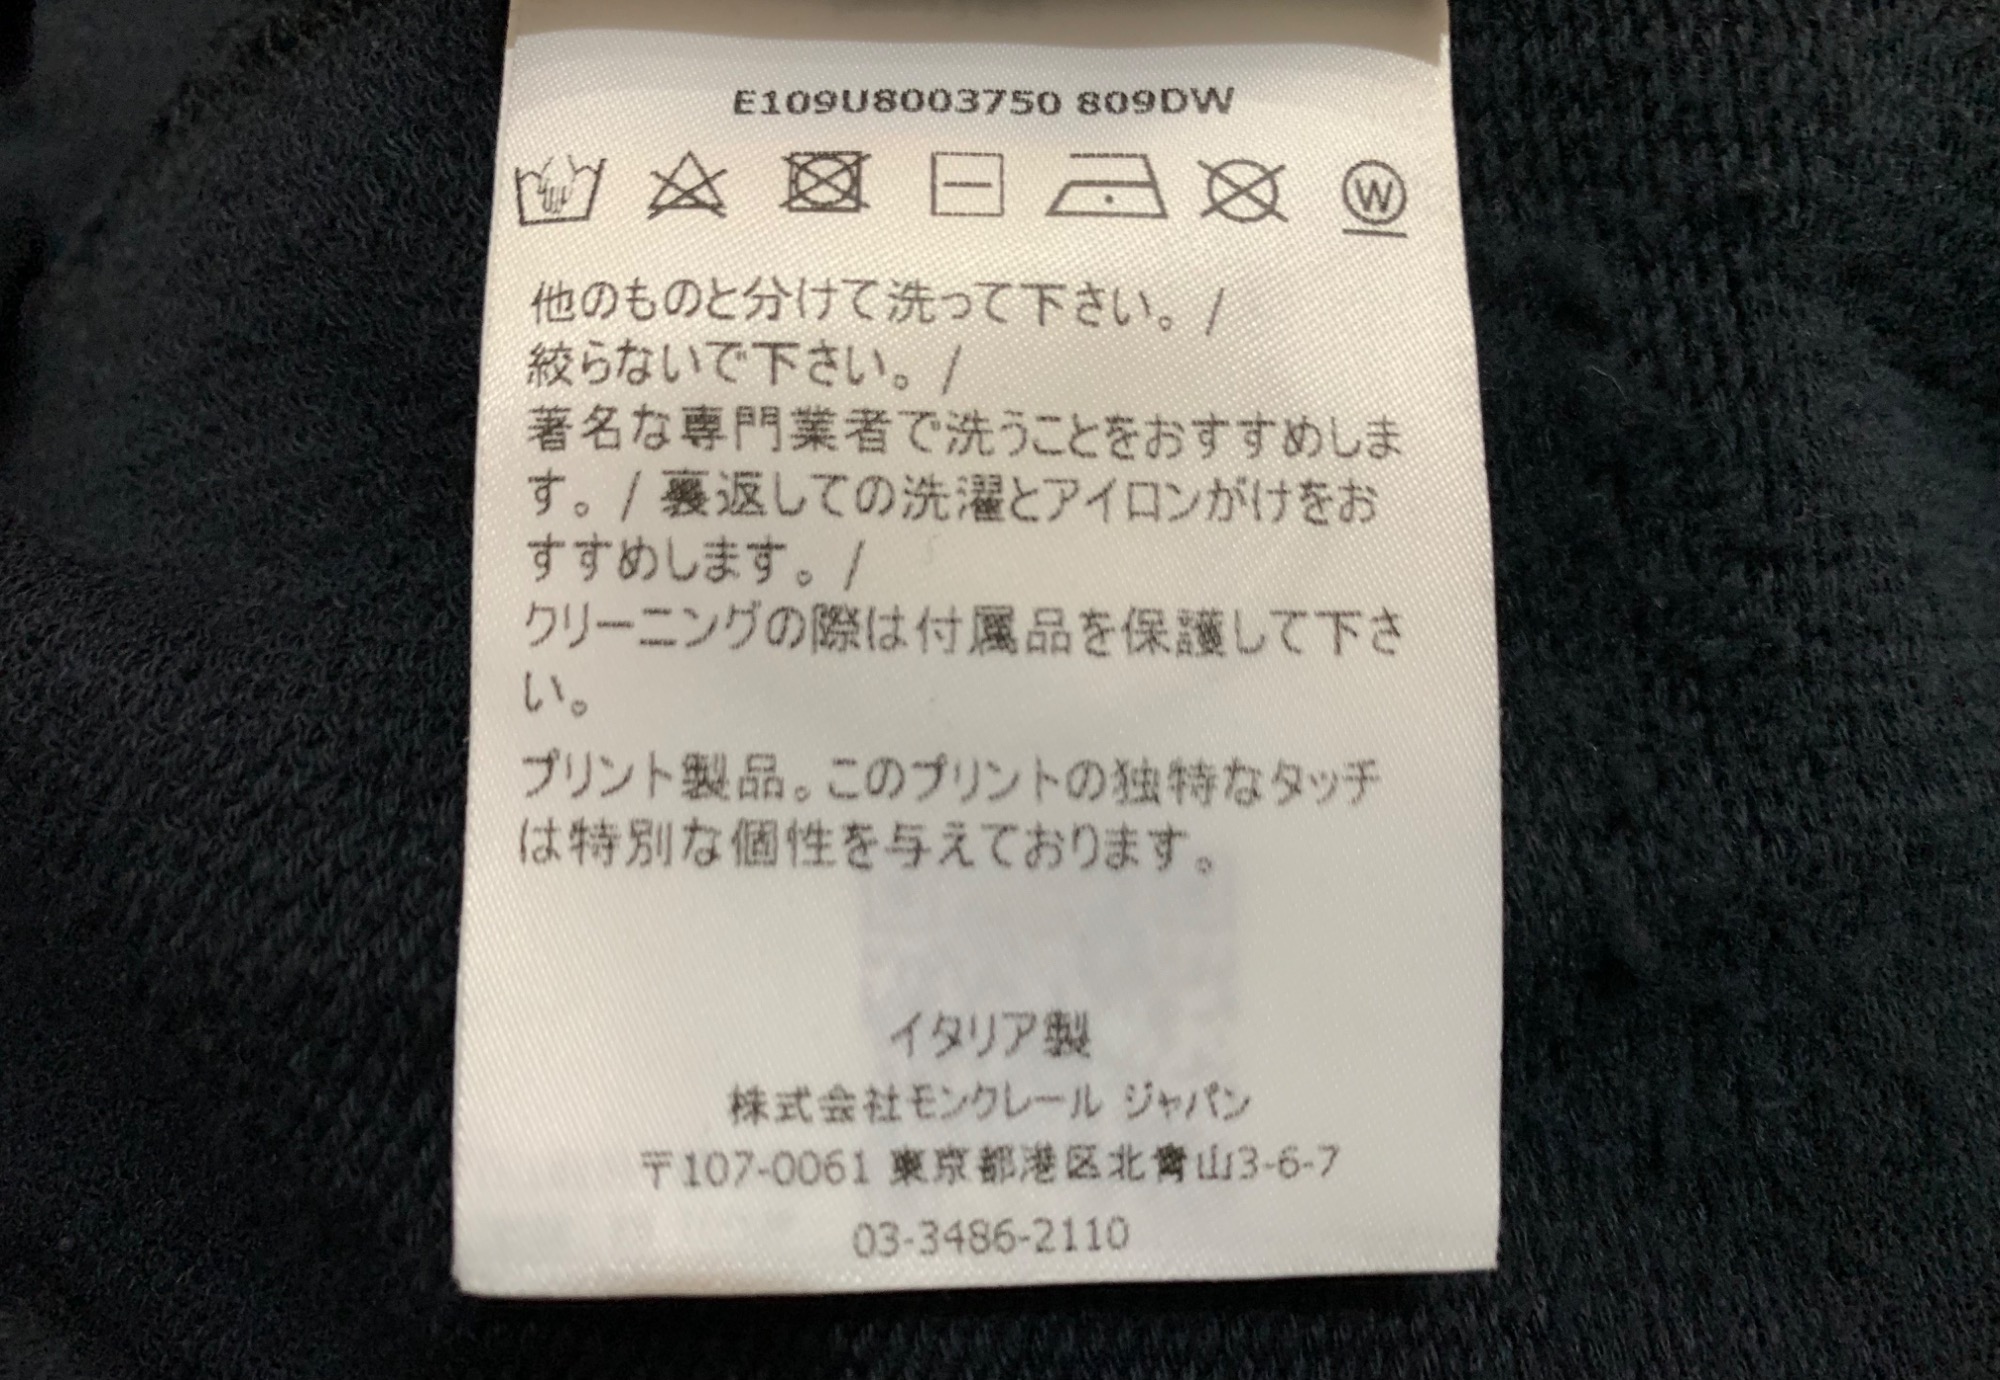 E109U8003750 809DW
W
他のものと分けて洗って下さい。/
絞らないで下さい。/
著名な専門業者で洗うことをおすすめしま
す。/ 裏返しての洗濯とアイロンがけをお
すすめします。/
クリーニングの際は付属品を保護して下さ
い。
プリント製品。このプリントの独特なタッチ
は特別な個性を与えております。
イタリア製
株式会社モンクレール ジャパン
〒107-0061 東京都港区北青山3-6-7
03-3486-2110